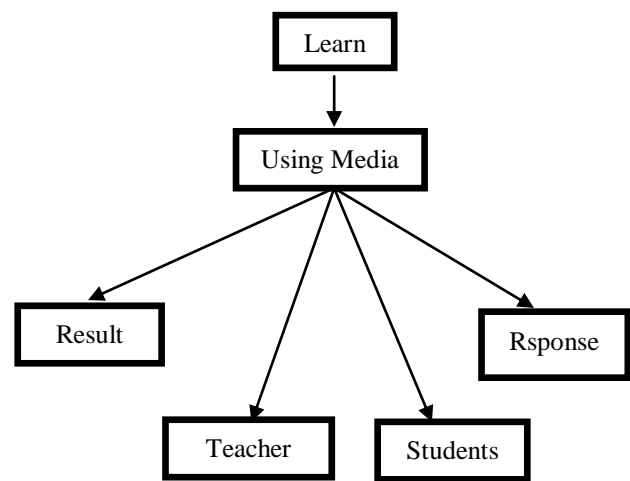 Learn
Using Media
Result
Rsponse
Teacher
Students